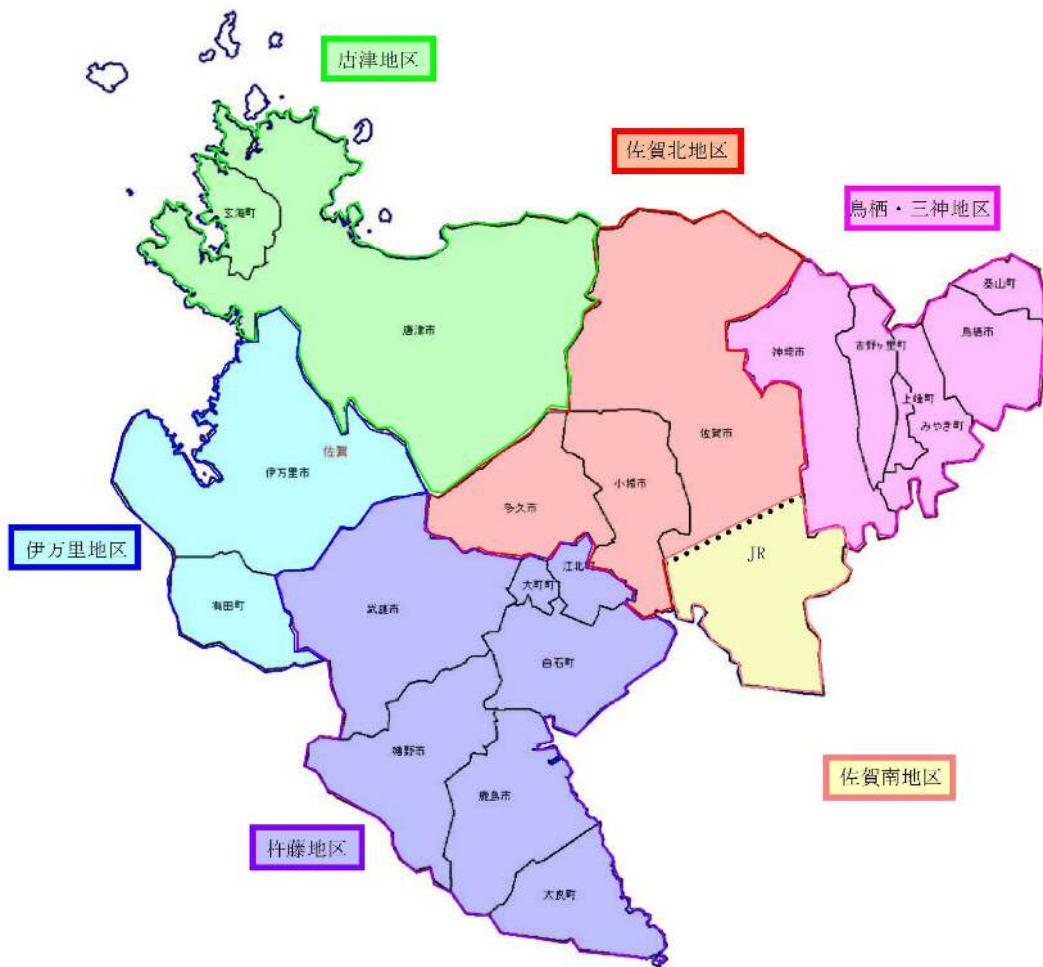 唐津地区
佐賀北地区
鳥栖・三神地区
玄海町
基山町
鳥栖市
唐津市
神埼市
吉野ヶ里町
上峰町
みやき町
佐賀市
佐賀
伊万里市
小城市
多久市
伊万里地区
JR
江北
大町町
有田町
武雄市
白石町
嬉野市
佐賀南地区
鹿島市
杵藤地区
太良町